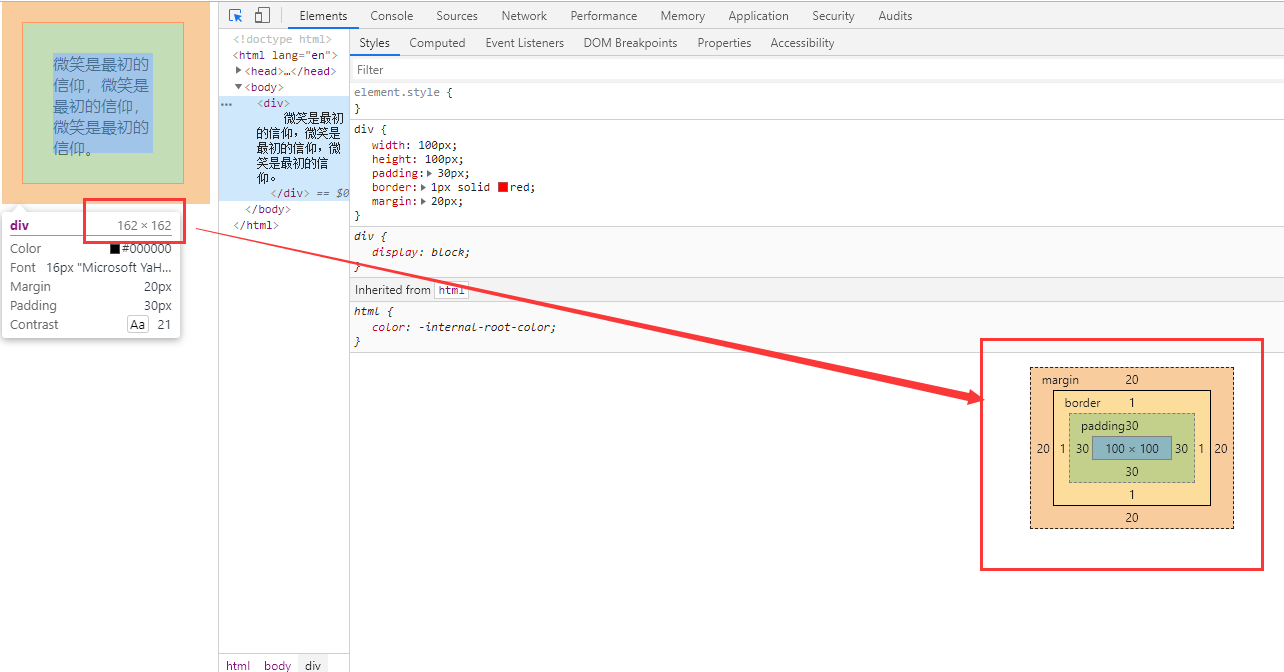 微笑是最初的
信仰，微笑是
最初的信仰，
微笑是最初的
信仰。
div 162 × 162
Color #000000
Font 16px "Microsoft YaH...
Margin 20px
Padding 30px
Contrast Aa 21
Elements Console Sources Network Performance Memory Application Security Audits
<!doctype html>
<html lang="en">
<head>…</head>
<body>
<div>
微笑是最初
的信仰，微笑是
最初的信仰，微
笑是最初的信
仰。
</div> == $0
</body>
</html>
html body div
Styles Computed Event Listeners DOM Breakpoints Properties Accessibility
Filter
element.style {
}
div {
width: 100px;
height: 100px;
padding: 30px;
border: 1px solid red;
margin: 20px;
}
div {
display: block;
}
Inherited from html
html {
color: -internal-root-color;
}
margin 20
border 1
padding30
20 1 30 100 × 100 30 1 20
30
1
20